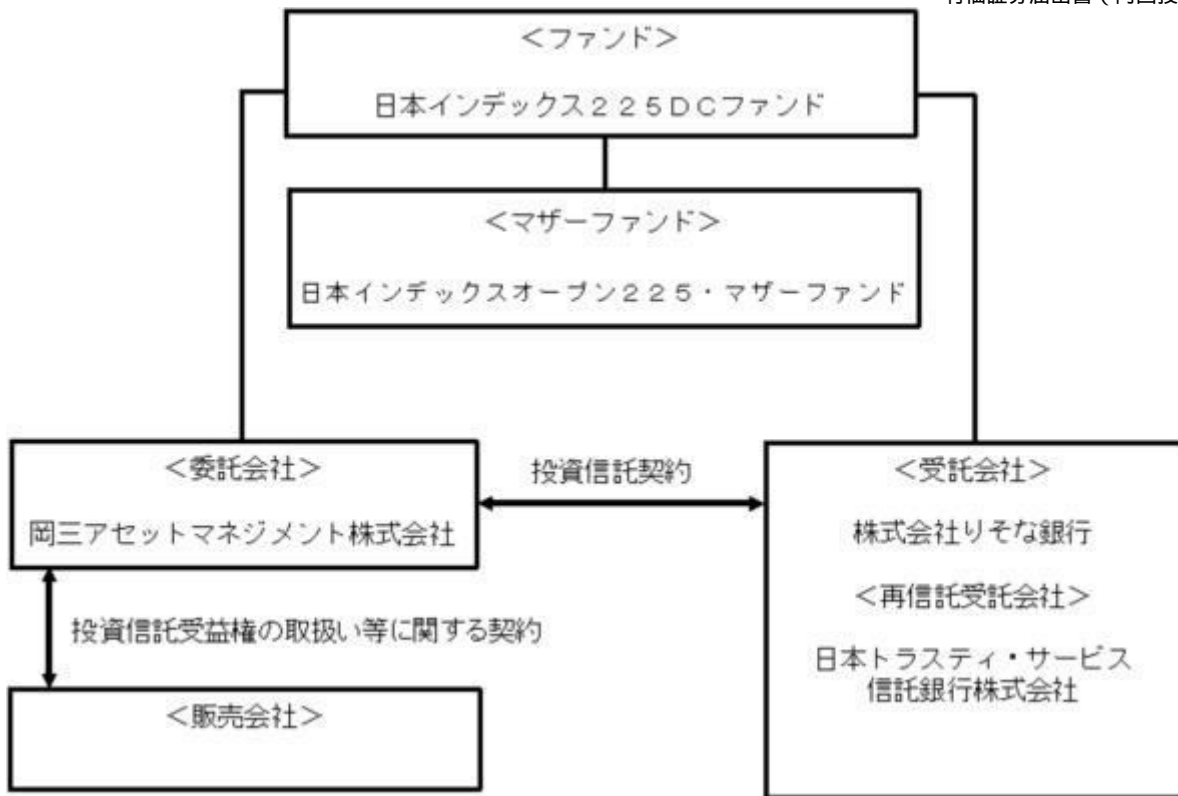 ＜ファンド＞
日本インデックス２２５ＤＣファンド
＜マザーファンド＞
日本インデックスオープン２２５・マザーファンド
＜委託会社＞
岡三アセットマネジメント株式会社
投資信託契約
＜受託会社＞
株式会社りそな銀行
＜再信託受託会社＞
日本トラスティ・サービス
信託銀行株式会社
投資信託受益権の取扱い等に関する契約
＜販売会社＞